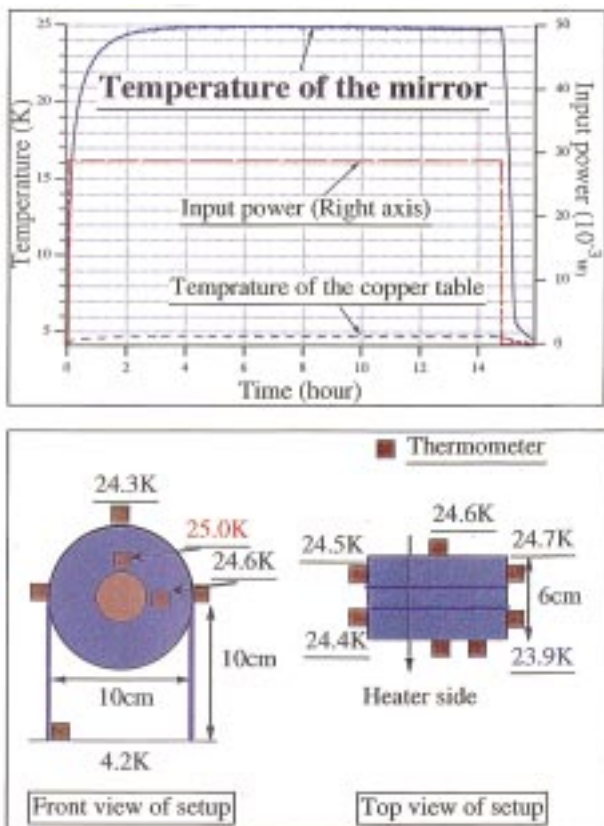 25
20
15
10
5
Temperature (K)
Temperature of the mirror
Input power (Right axis)
Temprature of the copper table
50
40
30
20
10
0
Input power (10-3 W)
0 2 4 6 8 10 12 14
Time (hour)
Thermometer
24.3K
25.0K
24.6K
10cm
10cm
4.2K
Front view of setup
24.6K
24.5K
24.7K
6cm
24.4K
23.9K
Heater side
Top view of setup